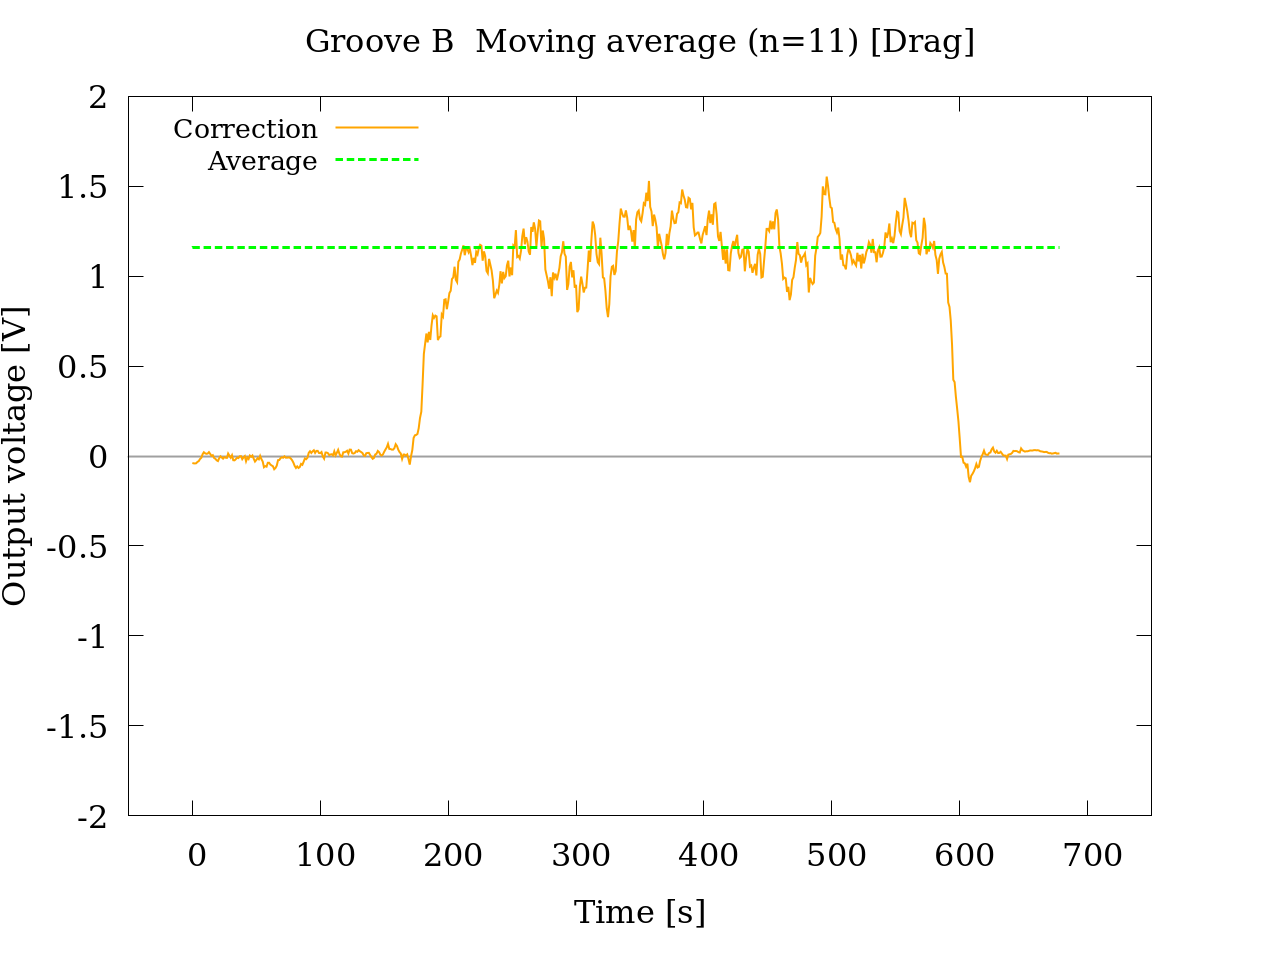 Groove B  Moving average (n=11) [Drag]
Correction
Average
2
1.5
1
0.5
0
-0.5
-1
-1.5
-2
Output voltage [V]
0 100 200 300 400 500 600 700
Time [s]